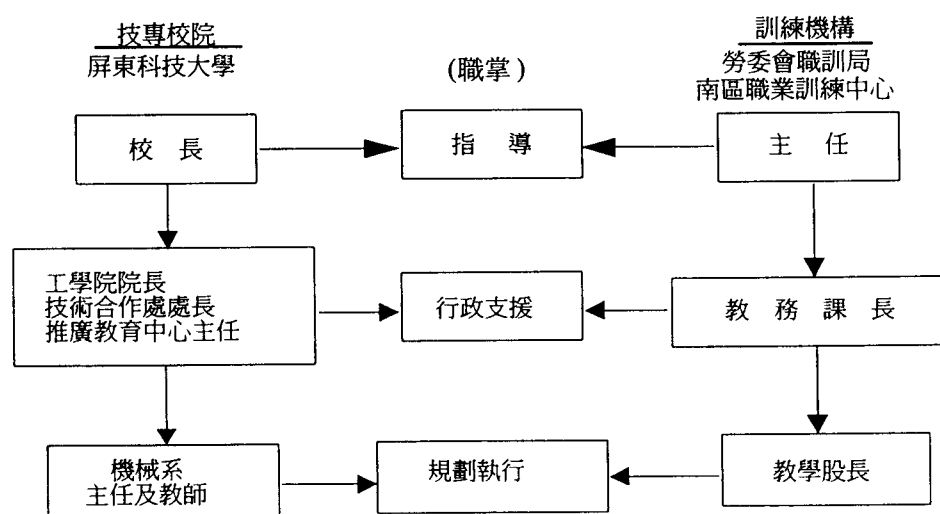 技專校院
屏東科技大學
(職掌)
訓練機構
勞委會職訓局
南區職業訓練中心
校長
指導
主任
工學院院長
技術合作處處長
推廣教育中心主任
行政支援
教務課長
機械系
主任及教師
規劃執行
教學股長